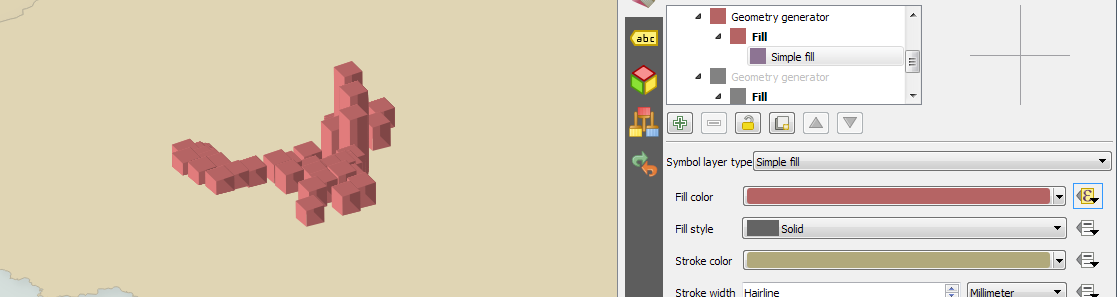 Geometry generator
Fill
Simple fill
Geometry generator
Fill
abc
Symbol layer type Simple fill
Fill color
Fill style Solid
Stroke color
Stroke width Hairline Millimeter